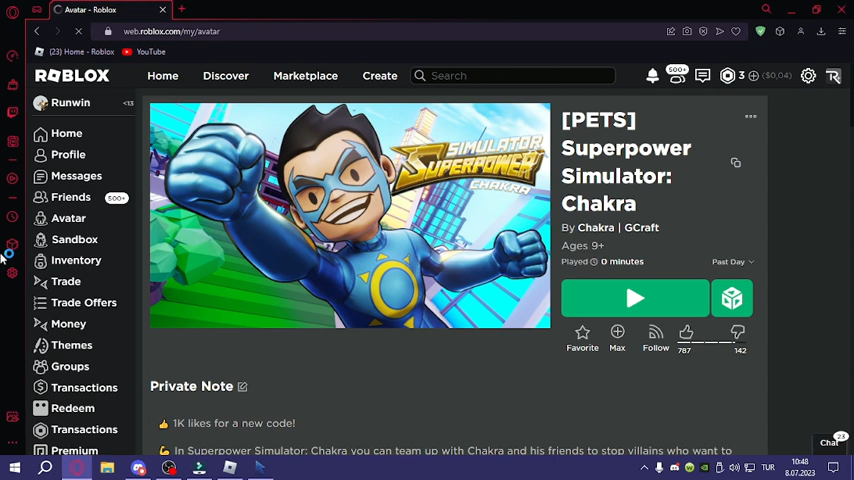 Avatar - Roblox
web.roblox.com/my/avatar
(23) Home - Roblox
YouTube
ROBLOX
Home
Discover
Marketplace
Create
Search
500+
3
($0,04)
Runwin
<13
Home
Profile
Messages
Friends
500+
Avatar
Sandbox
Inventory
Trade
Trade Offers
Money
Themes
Groups
Transactions
Redeem
Transactions
Premium
SIMULATOR
SUPERPOWER
CHAKRA
[PETS]
Superpower
Simulator:
Chakra
By Chakra | GCraft
Ages 9+
Played 0 minutes
Past Day
Favorite
Max
Follow
787
142
Private Note
👍 1K likes for a new code!
💪 In Superpower Simulator: Chakra you can team up with Chakra and his friends to stop villains who want to
Chat
23
TUR
10:48
8.07.2023